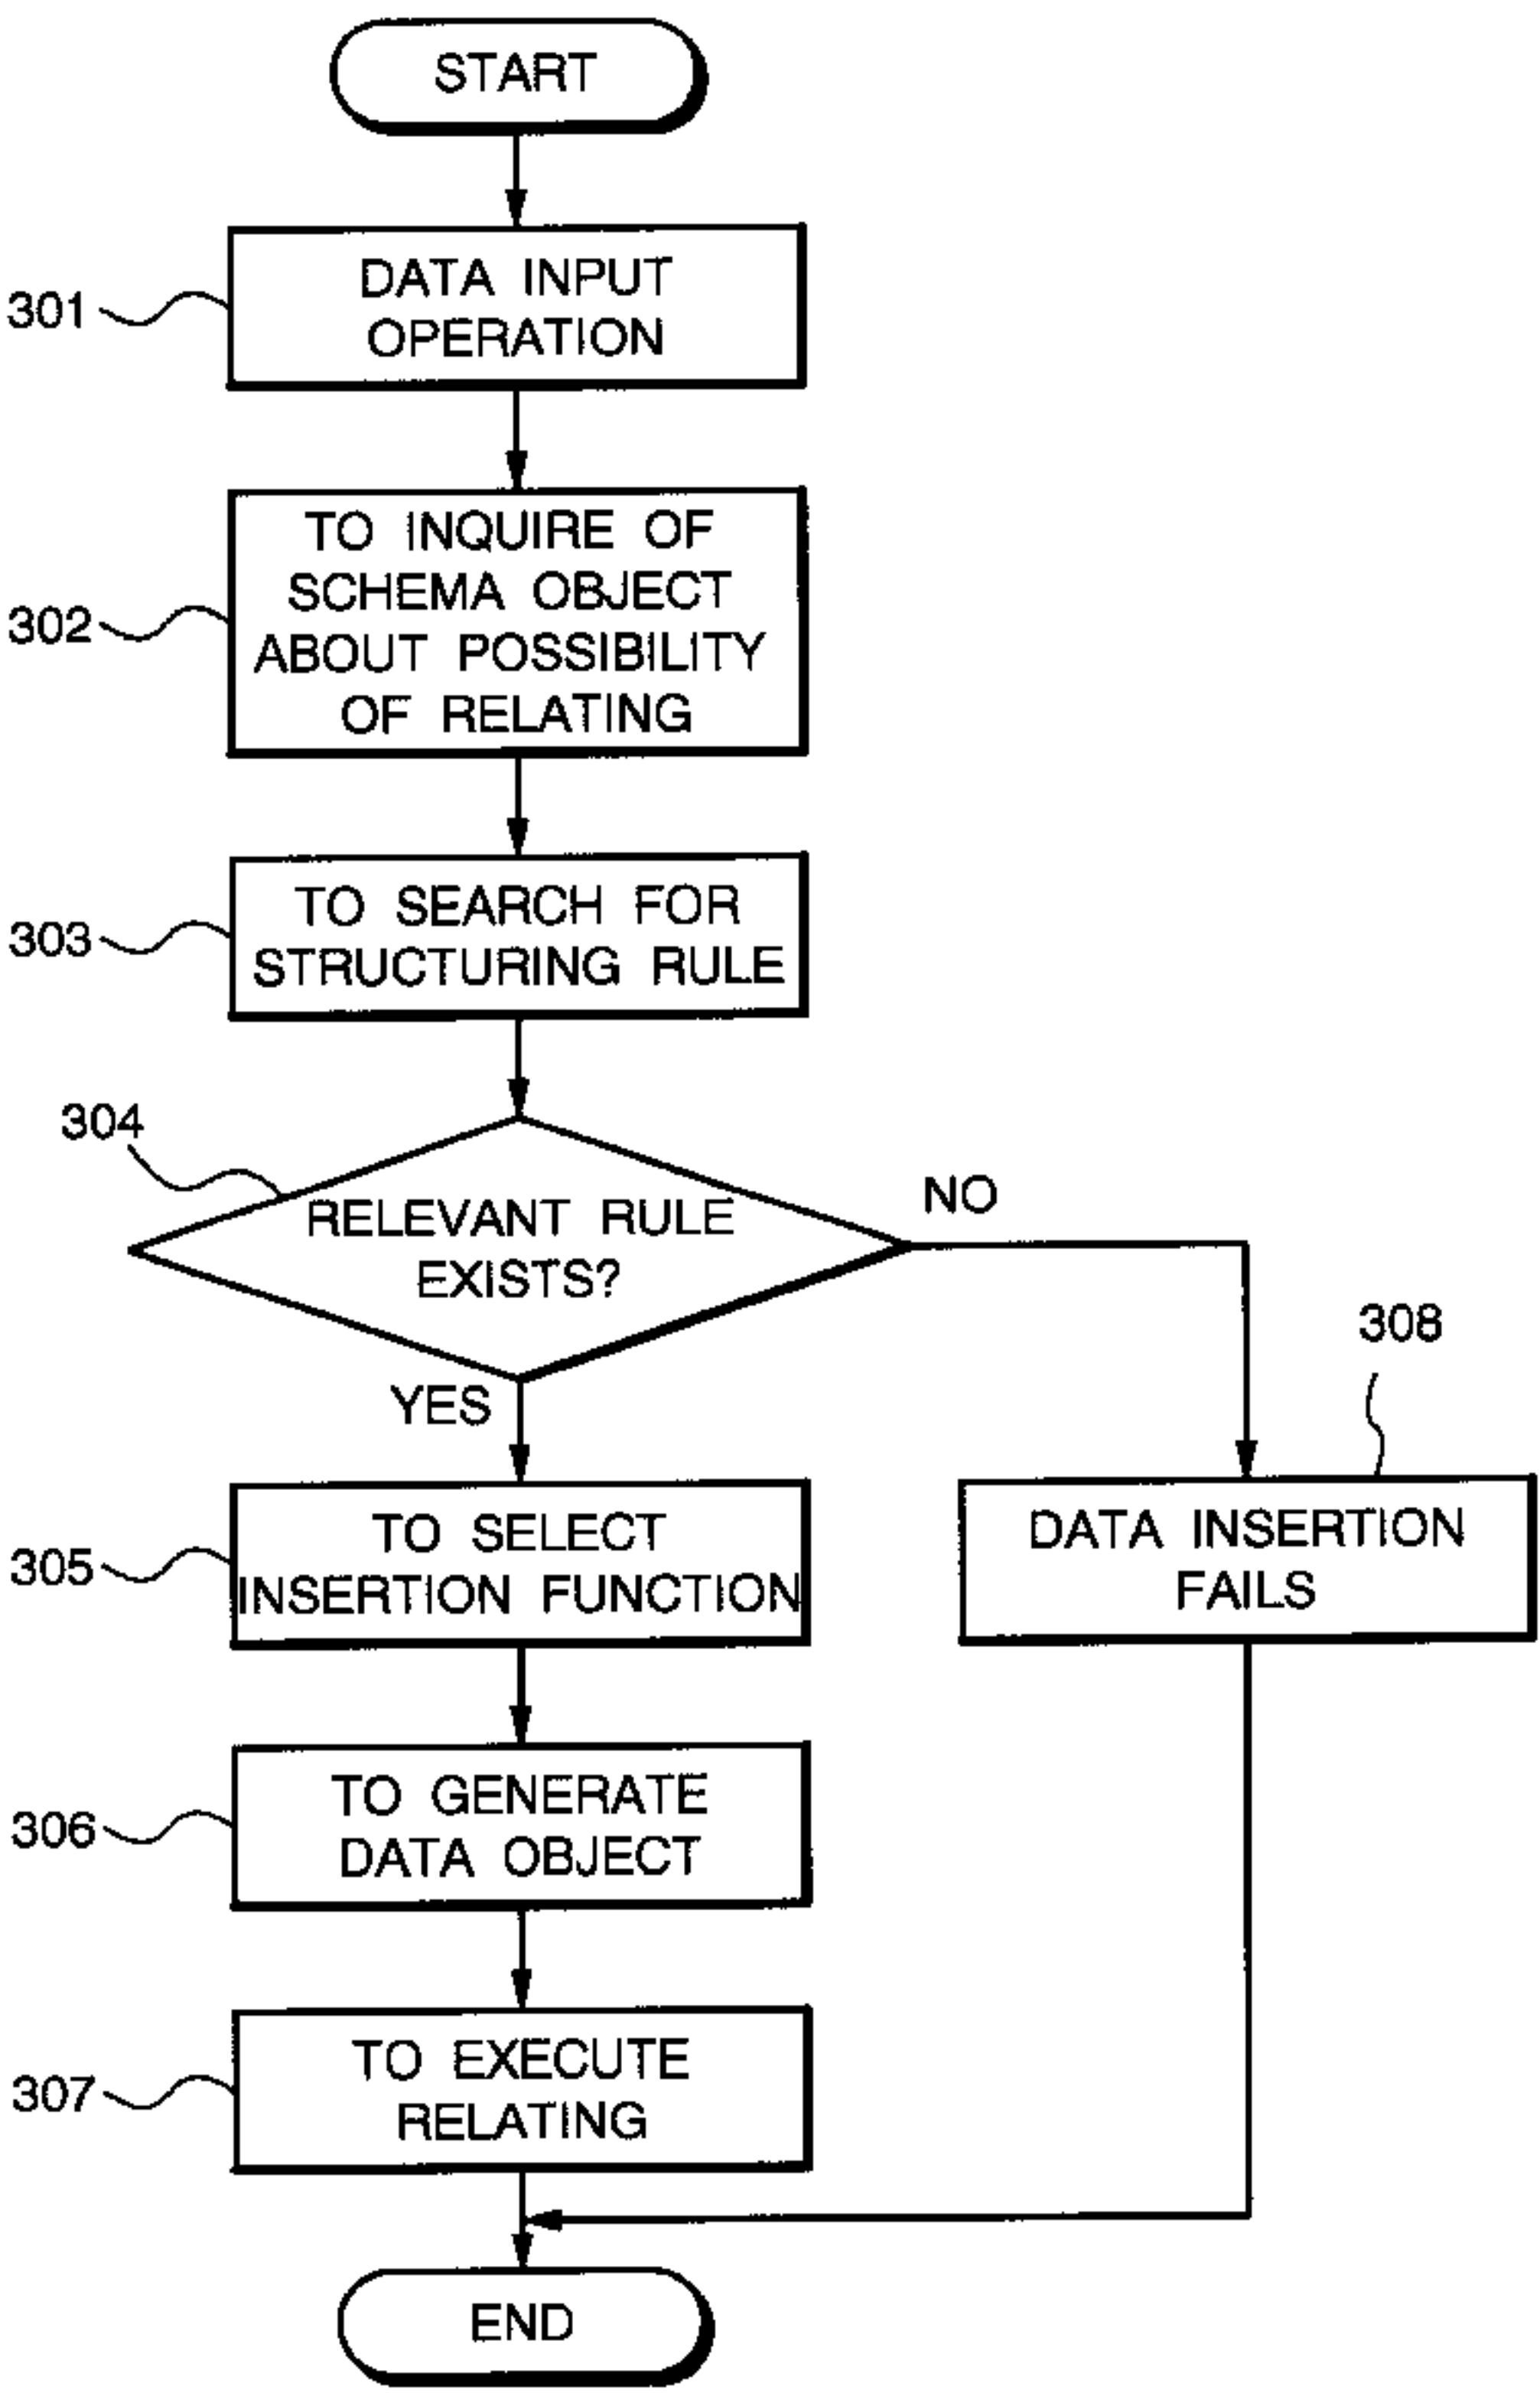 START
301
DATA INPUT
OPERATION
302
TO INQUIRE OF
SCHEMA OBJECT
ABOUT POSSIBILITY
OF RELATING
303
TO SEARCH FOR
STRUCTURING RULE
304
RELEVANT RULE
EXISTS?
NO
YES
305
TO SELECT
INSERTION FUNCTION
308
DATA INSERTION
FAILS
306
TO GENERATE
DATA OBJECT
307
TO EXECUTE
RELATING
END